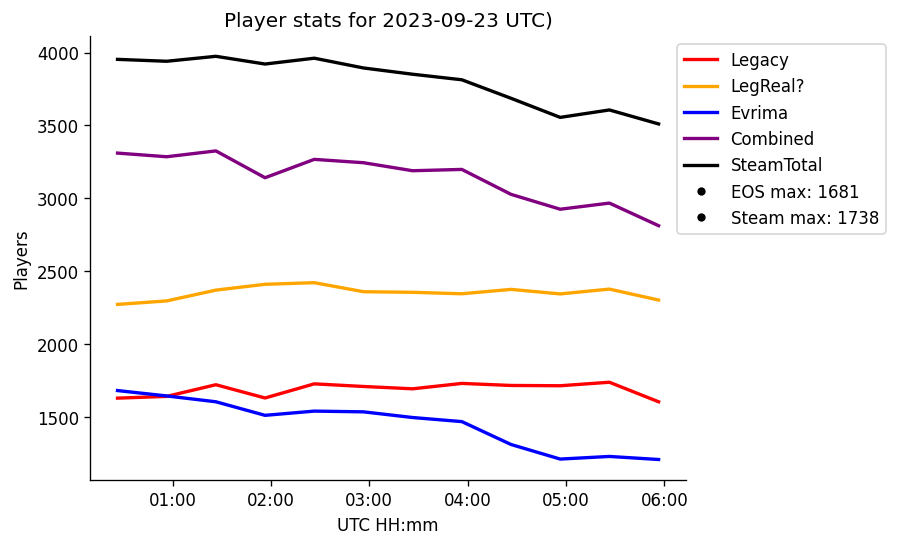 Player stats for 2023-09-23 UTC)
4000
3500
3000
2500
2000
1500
Players
01:00 02:00 03:00 04:00 05:00 06:00
UTC HH:mm
Legacy
LegReal?
Evrima
Combined
SteamTotal
EOS max: 1681
Steam max: 1738